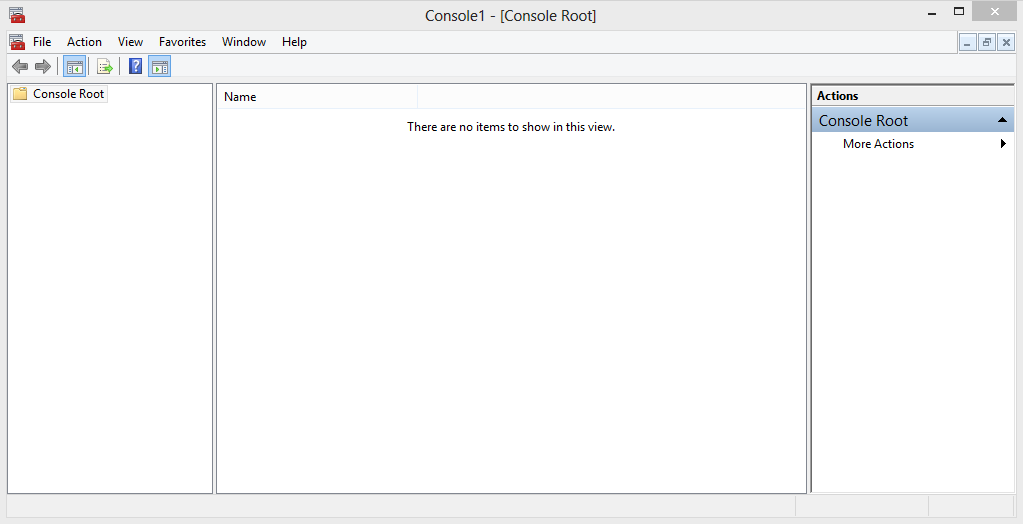 Console1 - [Console Root]
File Action View Favorites Window Help
Console Root
Name
There are no items to show in this view.
Actions
Console Root
More Actions